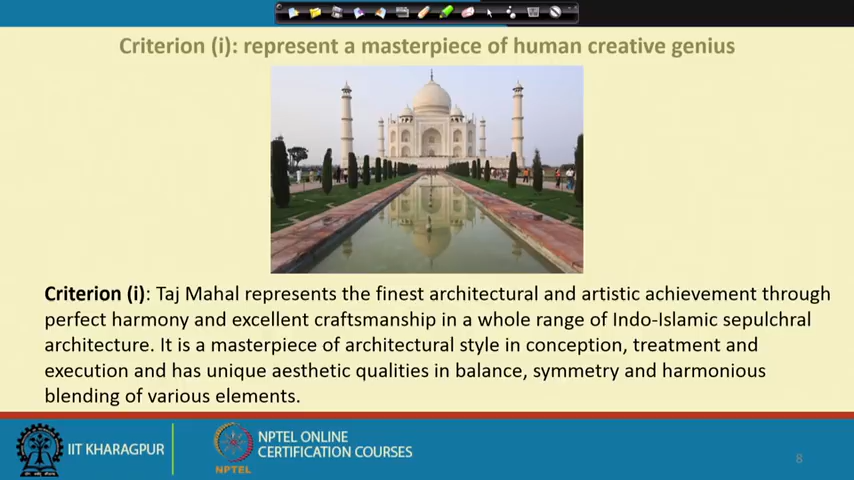 Criterion (i): represent a masterpiece of human creative genius
Criterion (i): Taj Mahal represents the finest architectural and artistic achievement through
perfect harmony and excellent craftsmanship in a whole range of Indo-Islamic sepulchral
architecture. It is a masterpiece of architectural style in conception, treatment and
execution and has unique aesthetic qualities in balance, symmetry and harmonious
blending of various elements.
IIT KHARAGPUR
NPTEL
NPTEL ONLINE
CERTIFICATION COURSES
8